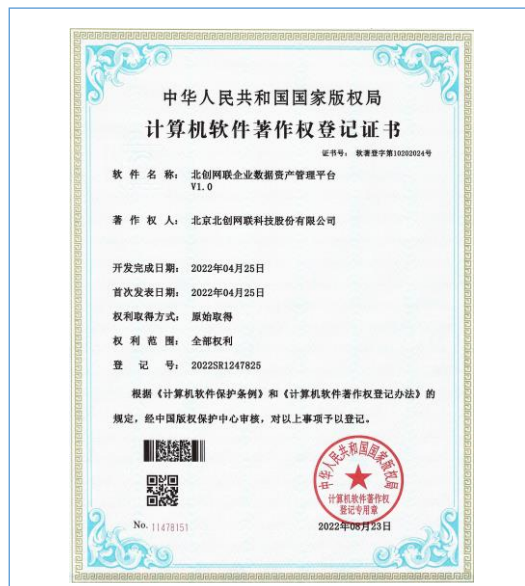 中华人民共和国国家版权局
计算机软件著作权登记证书
证书号： 软著登字第10202024号
软件名称： 北创网联企业数据资产管理平台
V1.0
著作权人： 北京北创网联科技股份有限公司
开发完成日期： 2022年04月25日
首次发表日期： 2022年04月25日
权利取得方式： 原始取得
权利范围： 全部权利
登记号： 2022SR1247825
根据《计算机软件保护条例》和《计算机软件著作权登记办法》的
规定，经中国版权保护中心审核，对以上事项予以登记。
中华人民共和国国家版权局
计算机软件著作权
登记专用章
No. 11478151
2022年08月23日